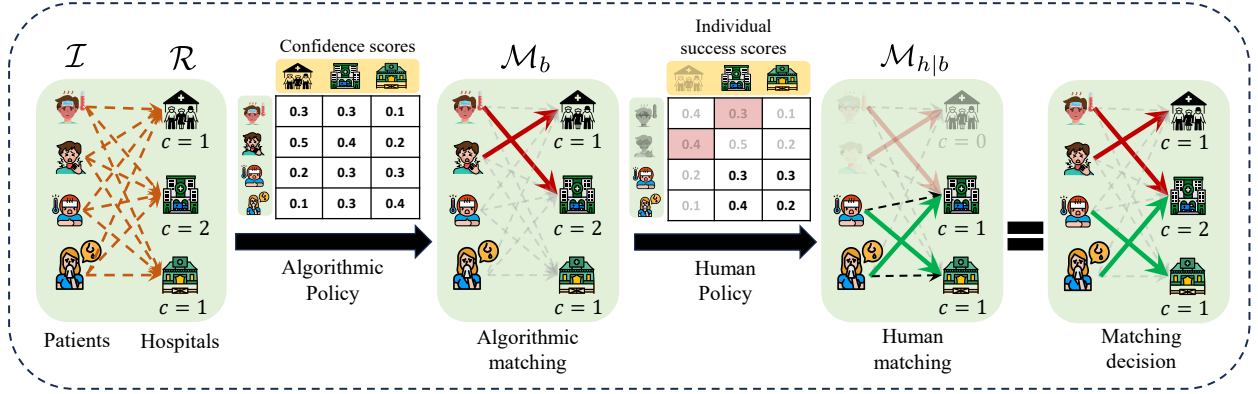 ℐ
ℛ
c = 1
c = 2
c = 1
Patients
Hospitals
Confidence scores
0.3 0.3 0.1
0.5 0.4 0.2
0.2 0.3 0.3
0.1 0.3 0.4
Algorithmic
Policy
ℳ_b
c = 1
c = 2
c = 1
Algorithmic
matching
Individual
success scores
0.4 0.3 0.1
0.4 0.5 0.2
0.2 0.3 0.3
0.1 0.4 0.2
Human
Policy
ℳ_{h|b}
c = 0
c = 1
c = 1
Human
matching
=
c = 1
c = 2
c = 1
Matching
decision